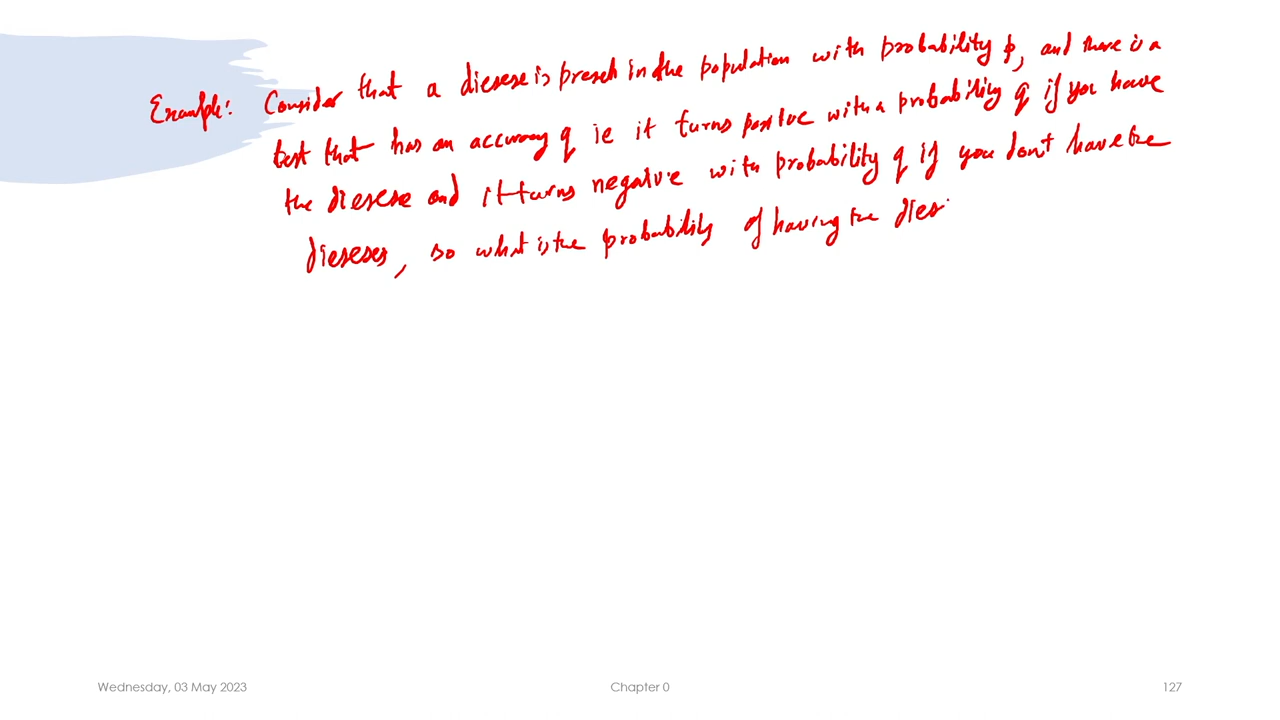 Example: Consider that a diesese is present in the population with probability p, and there is a
test that has an accuracy q ie it turns positive with a probability q if you have
the diesese and it turns negative with probability q if you don't have the
dieseses, so what is the probability of having the dies
Wednesday, 03 May 2023 Chapter 0 127